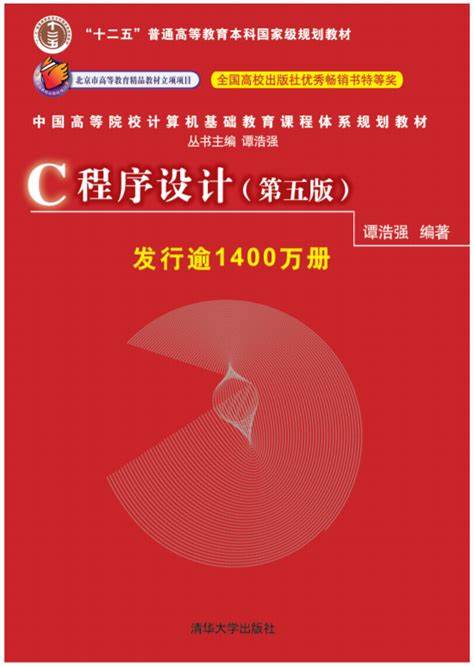 “十二五”普通高等教育本科国家级规划教材
北京市高等教育精品教材立项项目
全国高校出版社优秀畅销书特等奖
中国高等院校计算机基础教育课程体系规划教材
丛书主编 谭浩强
C程序设计（第五版）
谭浩强 编著
发行逾1400万册
清华大学出版社